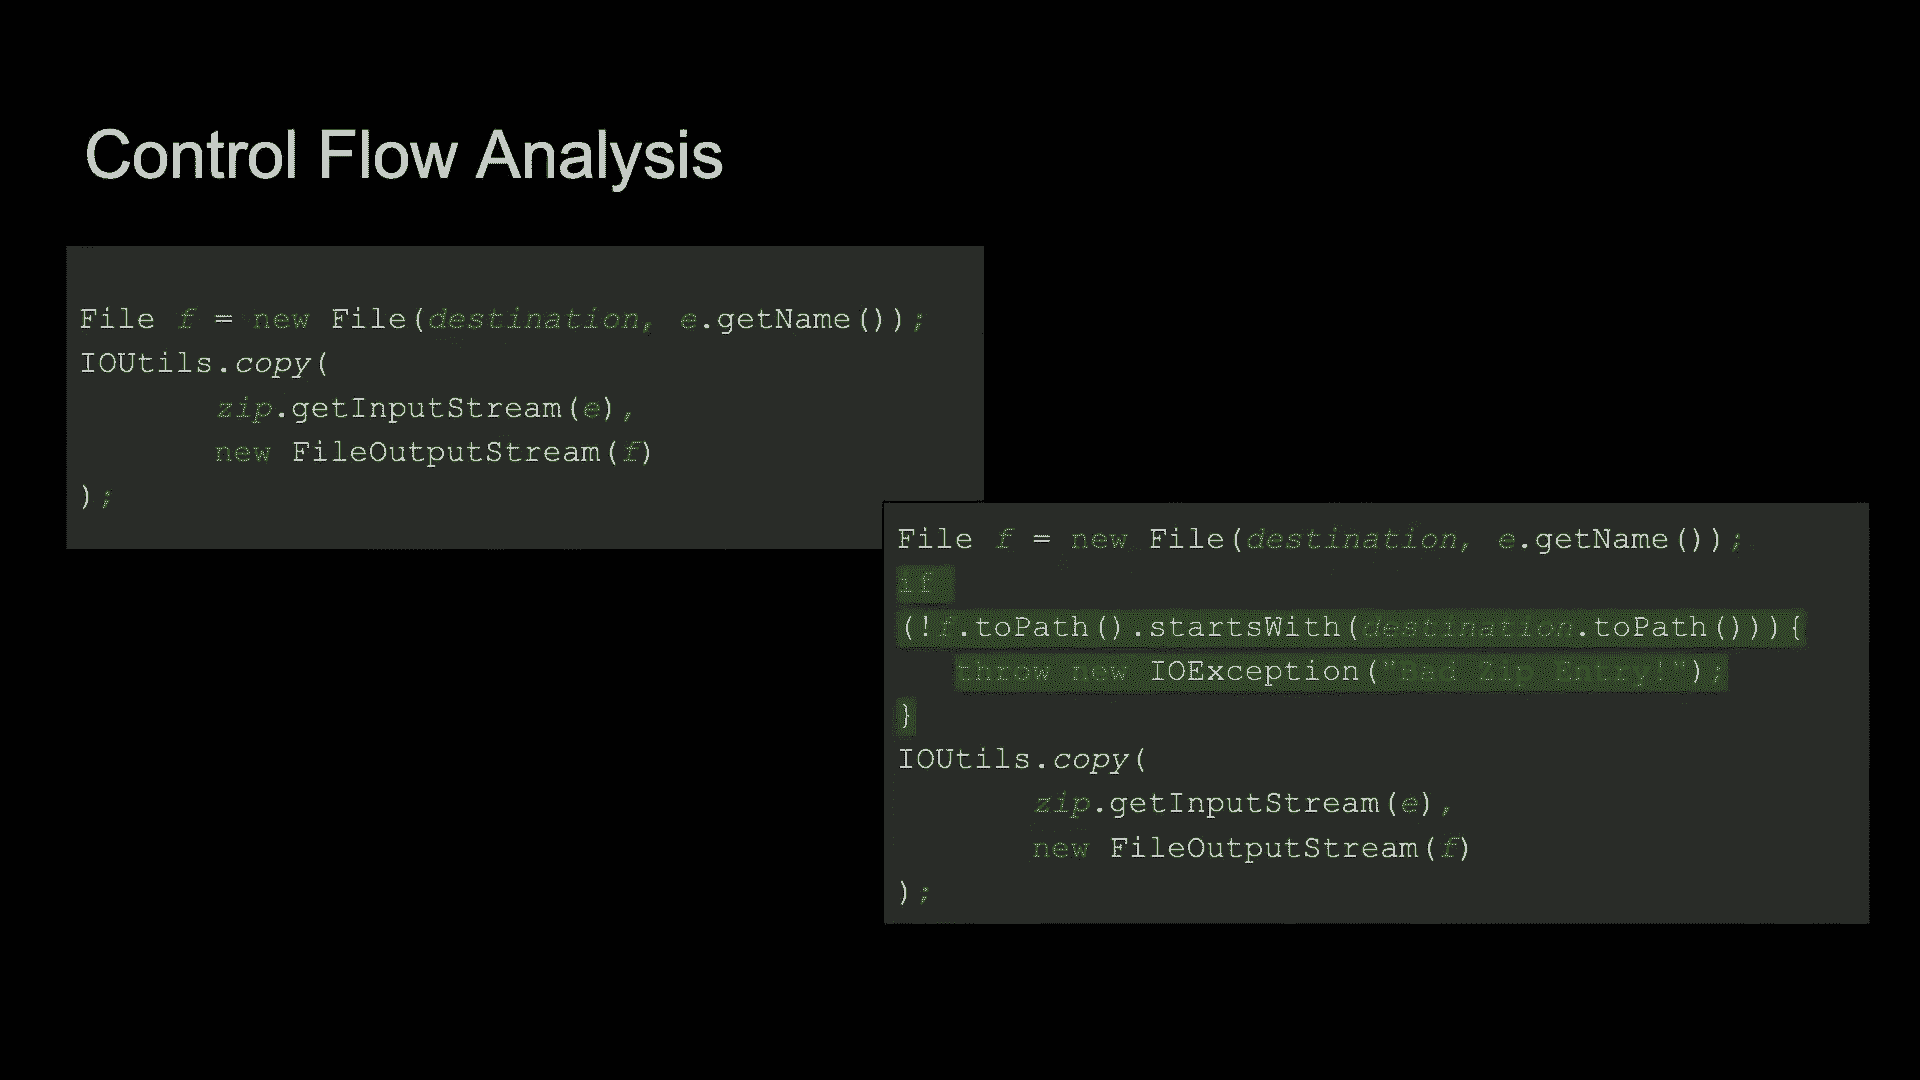 Control Flow Analysis
File f = new File(destination, e.getName());
IOUtils.copy(
zip.getInputStream(e),
new FileOutputStream(f)
);
File f = new File(destination, e.getName());
if
(!f.toPath().startsWith(destination.toPath())){
throw new IOException("Bad Zip Entry!");
}
IOUtils.copy(
zip.getInputStream(e),
new FileOutputStream(f)
);